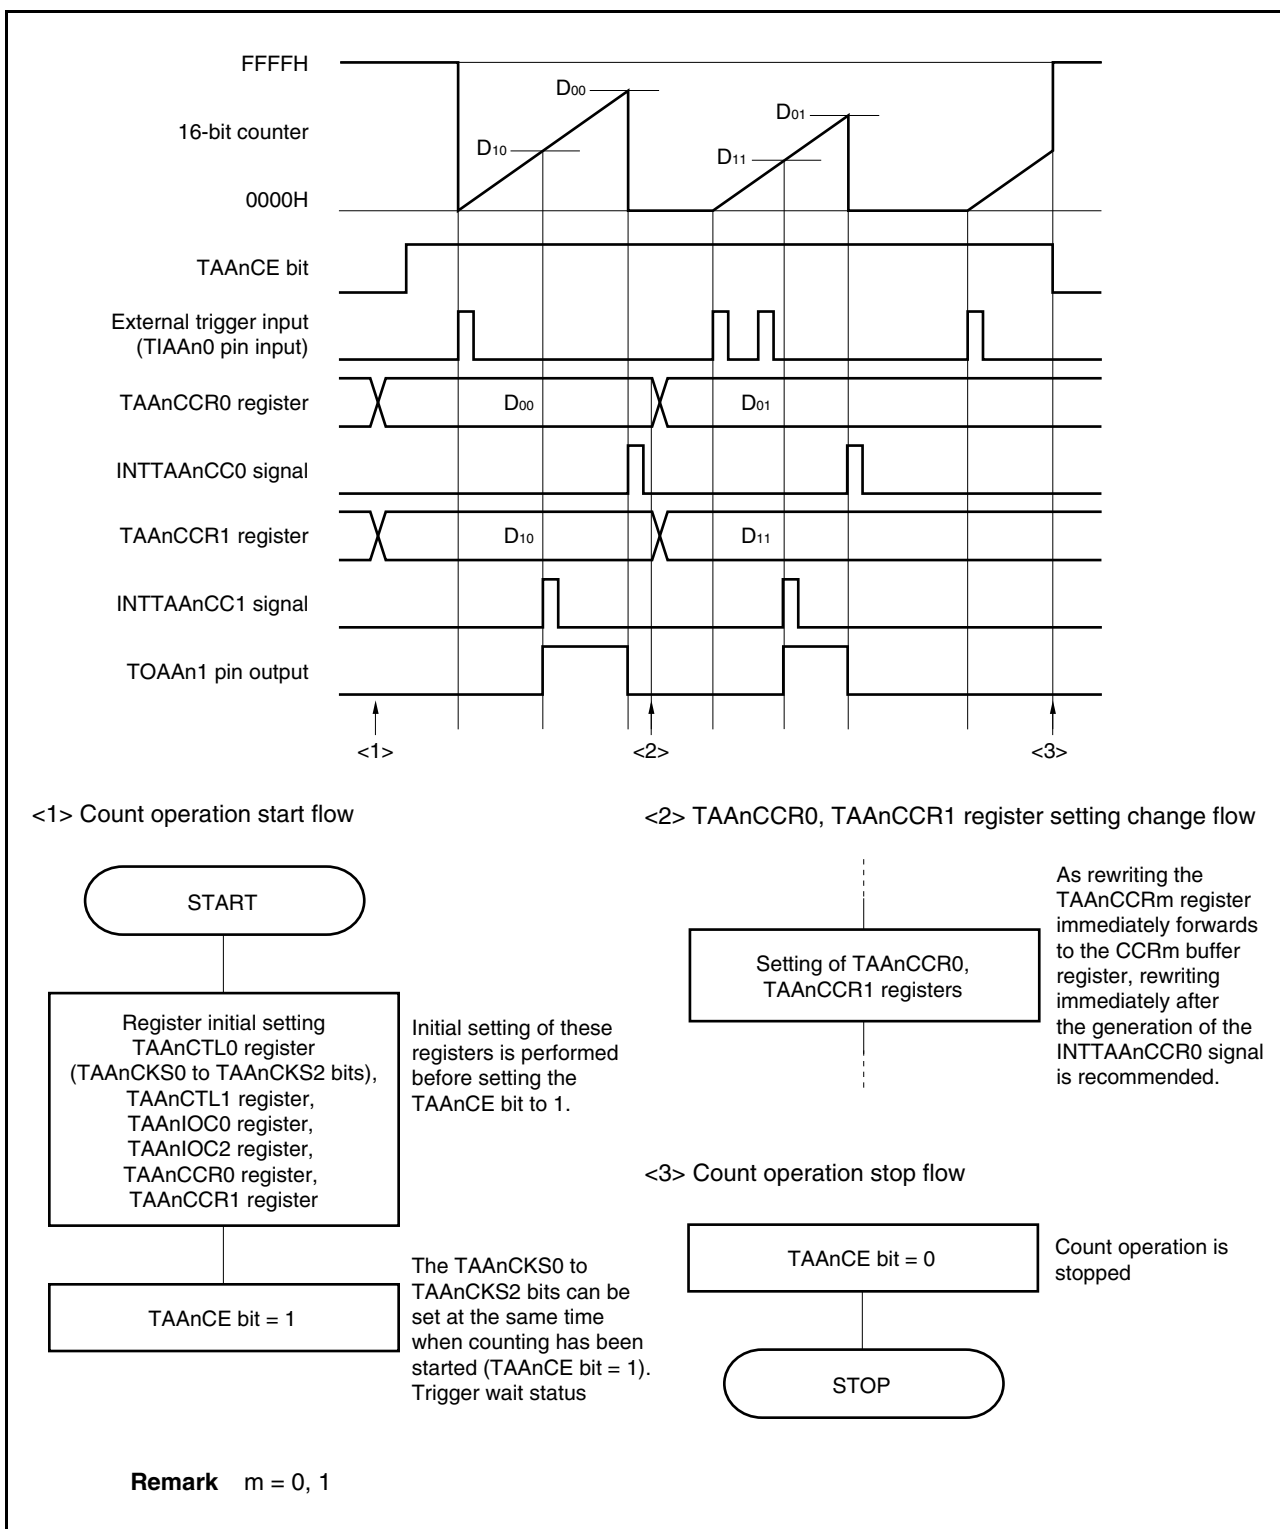 FFFFH
D00
D01
16-bit counter
D10
D11
0000H
TAAnCE bit
External trigger input
(TIAAn0 pin input)
TAAnCCR0 register
D00
D01
INTTAAnCC0 signal
TAAnCCR1 register
D10
D11
INTTAAnCC1 signal
TOAAn1 pin output
<1>
<2>
<3>
<1> Count operation start flow
START
Register initial setting
TAAnCTL0 register
(TAAnCKS0 to TAAnCKS2 bits),
TAAnCTL1 register,
TAAnIOC0 register,
TAAnIOC2 register,
TAAnCCR0 register,
TAAnCCR1 register
Initial setting of these
registers is performed
before setting the
TAAnCE bit to 1.
TAAnCE bit = 1
The TAAnCKS0 to
TAAnCKS2 bits can be
set at the same time
when counting has been
started (TAAnCE bit = 1).
Trigger wait status
<2> TAAnCCR0, TAAnCCR1 register setting change flow
Setting of TAAnCCR0,
TAAnCCR1 registers
As rewriting the
TAAnCCRm register
immediately forwards
to the CCRm buffer
register, rewriting
immediately after
the generation of the
INTTAAnCCR0 signal
is recommended.
<3> Count operation stop flow
TAAnCE bit = 0
Count operation is
stopped
STOP
Remark m = 0, 1